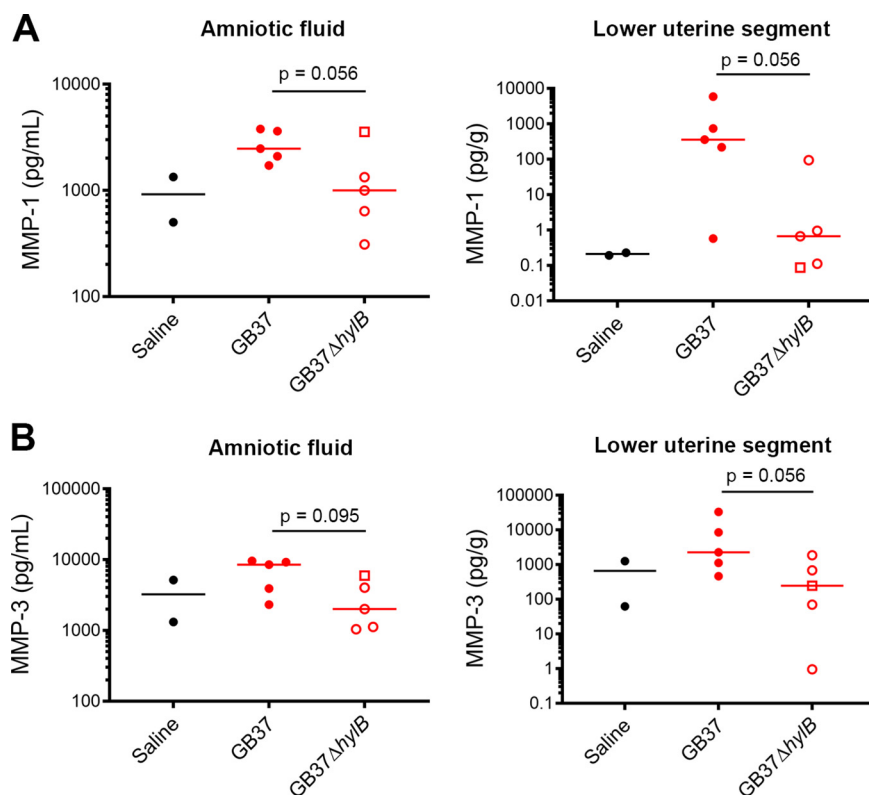 A
Amniotic fluid
p = 0.056
MMP-1 (pg/mL)
10000
1000
100
Saline
GB37
GB37ΔhylB
Lower uterine segment
p = 0.056
MMP-1 (pg/g)
10000
1000
100
10
1
0.1
0.01
Saline
GB37
GB37ΔhylB
B
Amniotic fluid
p = 0.095
MMP-3 (pg/mL)
100000
10000
1000
100
Saline
GB37
GB37ΔhylB
Lower uterine segment
p = 0.056
MMP-3 (pg/g)
100000
10000
1000
100
10
1
0.1
Saline
GB37
GB37ΔhylB